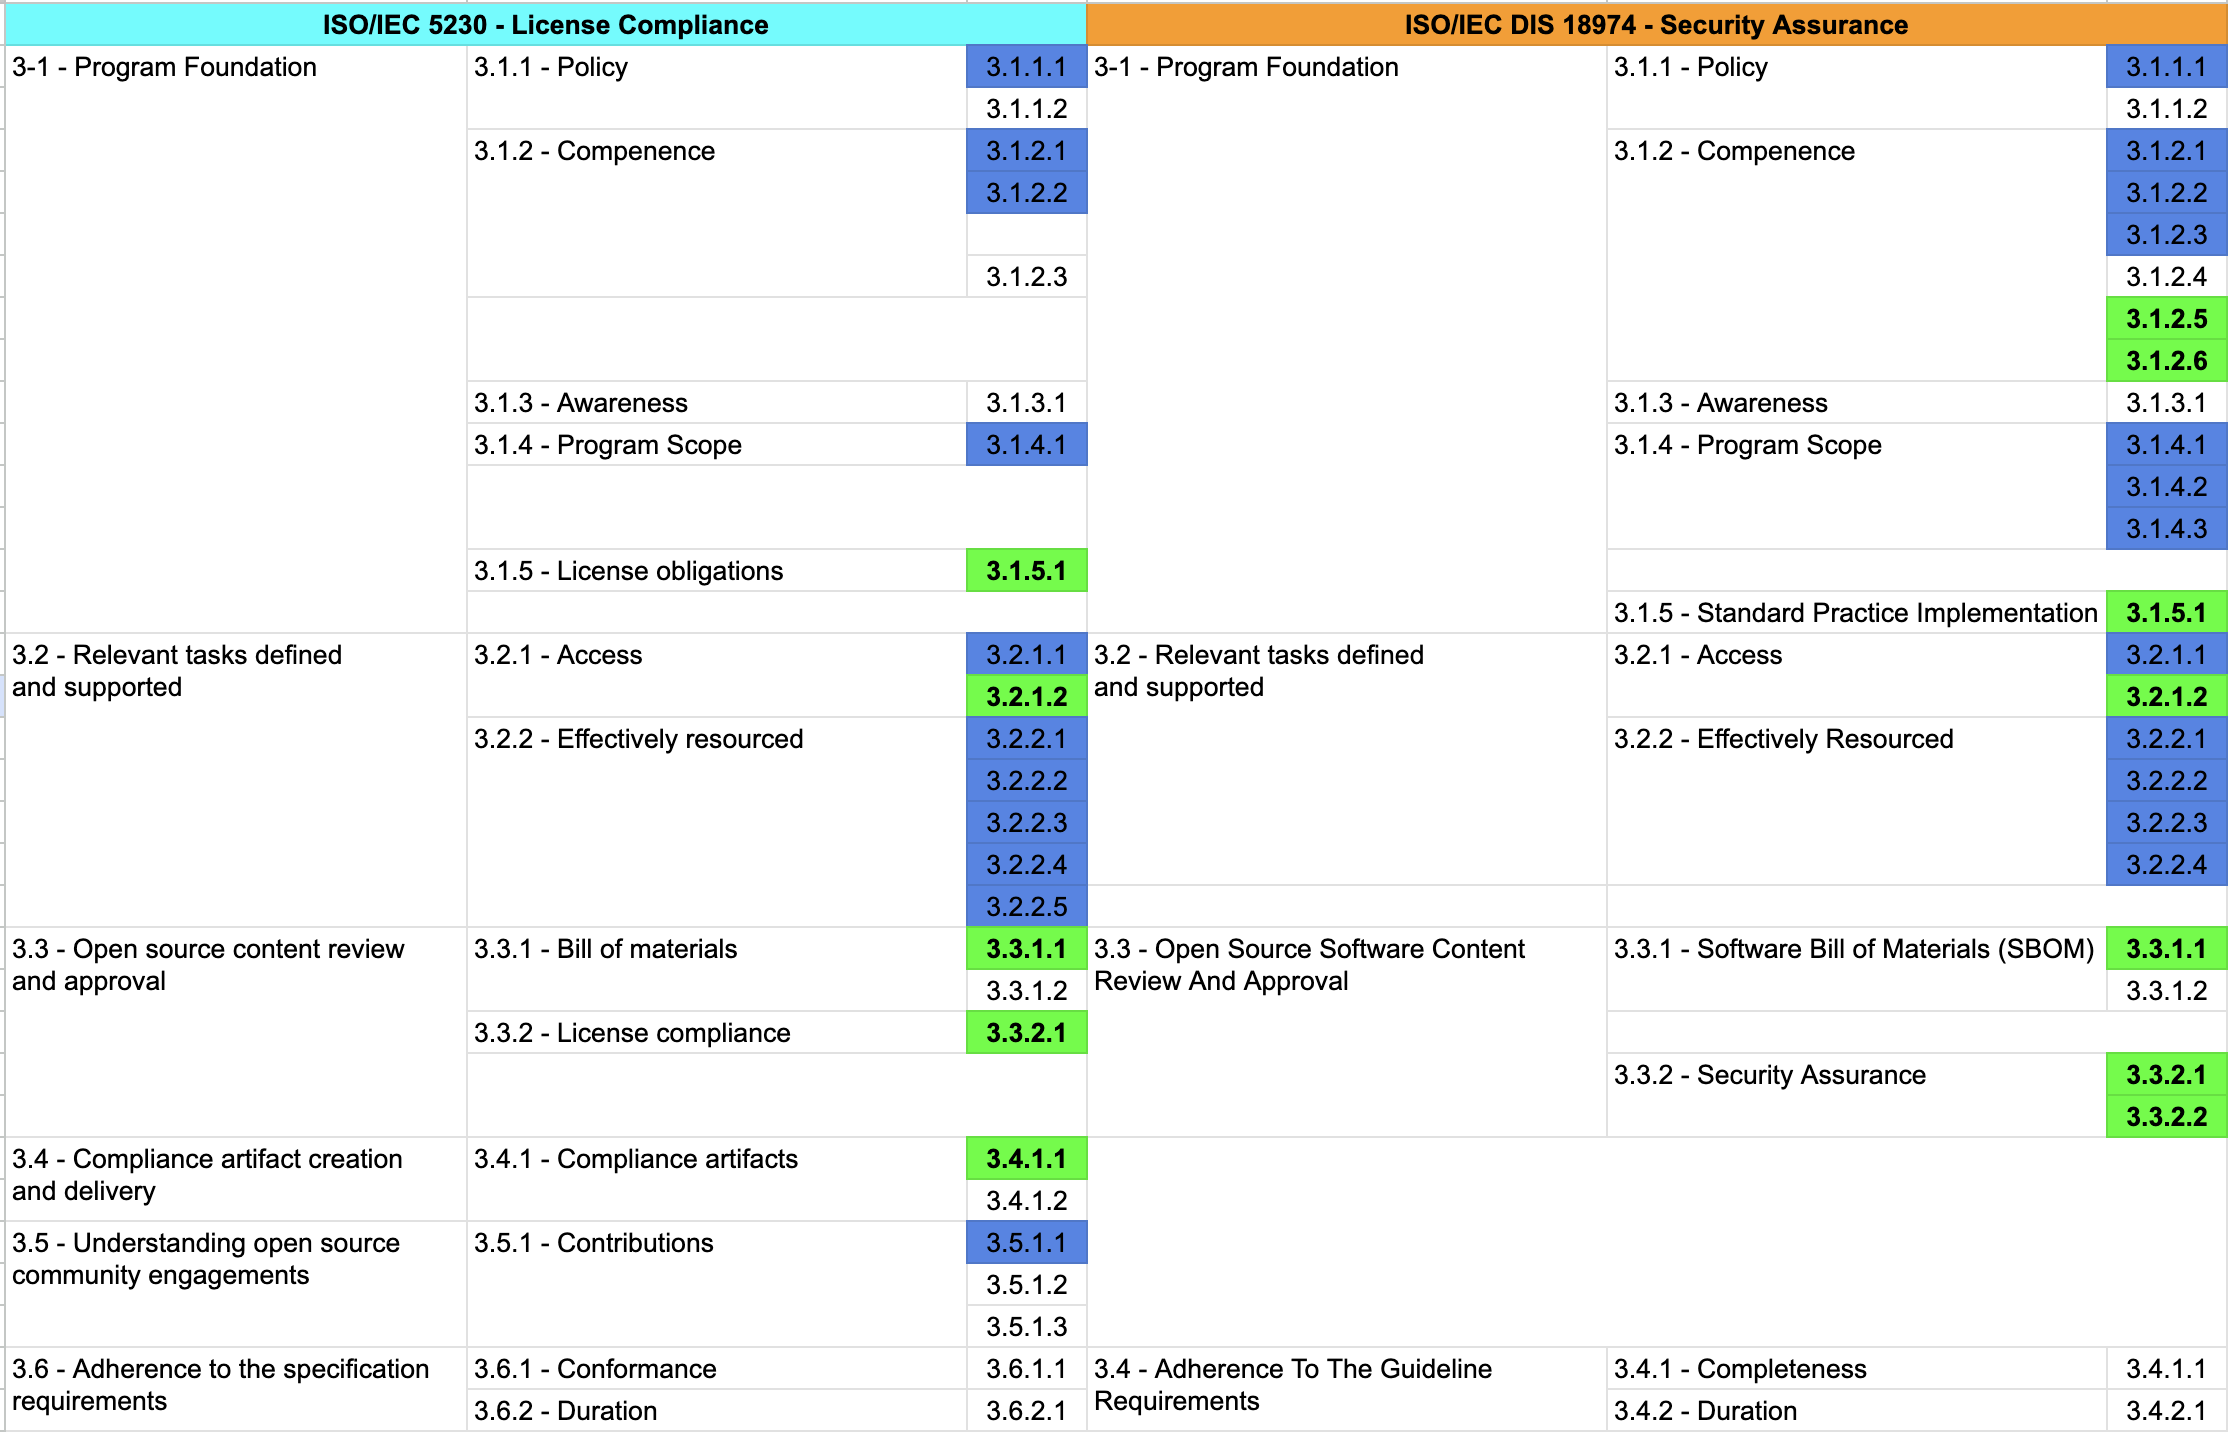 ISO/IEC 5230 - License Compliance ISO/IEC DIS 18974 - Security Assurance
3-1 - Program Foundation 3.1.1 - Policy 3.1.1.1 3-1 - Program Foundation 3.1.1 - Policy 3.1.1.1
3.1.1.2 3.1.1.2
3.1.2 - Compenence 3.1.2.1 3.1.2 - Compenence 3.1.2.1
3.1.2.2 3.1.2.2
3.1.2.3
3.1.2.3 3.1.2.4
3.1.2.5
3.1.2.6
3.1.3 - Awareness 3.1.3.1 3.1.3 - Awareness 3.1.3.1
3.1.4 - Program Scope 3.1.4.1 3.1.4 - Program Scope 3.1.4.1
3.1.4.2
3.1.4.3
3.1.5 - License obligations 3.1.5.1
3.1.5 - Standard Practice Implementation 3.1.5.1
3.2 - Relevant tasks defined 3.2.1 - Access 3.2.1.1 3.2 - Relevant tasks defined 3.2.1 - Access 3.2.1.1
and supported 3.2.1.2 and supported 3.2.1.2
3.2.2 - Effectively resourced 3.2.2.1 3.2.2 - Effectively Resourced 3.2.2.1
3.2.2.2 3.2.2.2
3.2.2.3 3.2.2.3
3.2.2.4 3.2.2.4
3.2.2.5
3.3 - Open source content review 3.3.1 - Bill of materials 3.3.1.1 3.3 - Open Source Software Content 3.3.1 - Software Bill of Materials (SBOM) 3.3.1.1
and approval 3.3.1.2 Review And Approval 3.3.1.2
3.3.2 - License compliance 3.3.2.1
3.3.2 - Security Assurance 3.3.2.1
3.3.2.2
3.4 - Compliance artifact creation 3.4.1 - Compliance artifacts 3.4.1.1
and delivery 3.4.1.2
3.5 - Understanding open source 3.5.1 - Contributions 3.5.1.1
community engagements 3.5.1.2
3.5.1.3
3.6 - Adherence to the specification 3.6.1 - Conformance 3.6.1.1 3.4 - Adherence To The Guideline 3.4.1 - Completeness 3.4.1.1
requirements 3.6.2 - Duration 3.6.2.1 Requirements 3.4.2 - Duration 3.4.2.1